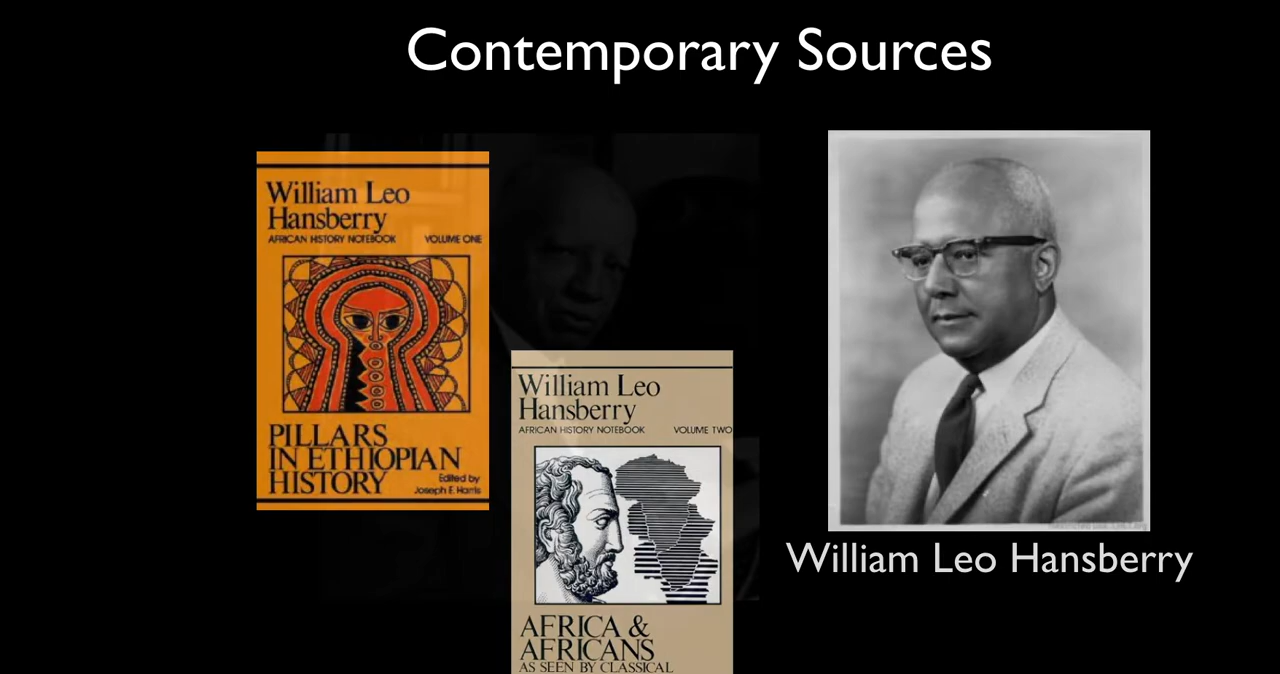 Contemporary Sources
William Leo
Hansberry
AFRICAN HISTORY NOTEBOOK VOLUME ONE
PILLARS
IN ETHIOPIAN
HISTORY
Edited by
Joseph E. Harris
William Leo
Hansberry
AFRICAN HISTORY NOTEBOOK VOLUME TWO
AFRICA &
AFRICANS
AS SEEN BY CLASSICAL
William Leo Hansberry